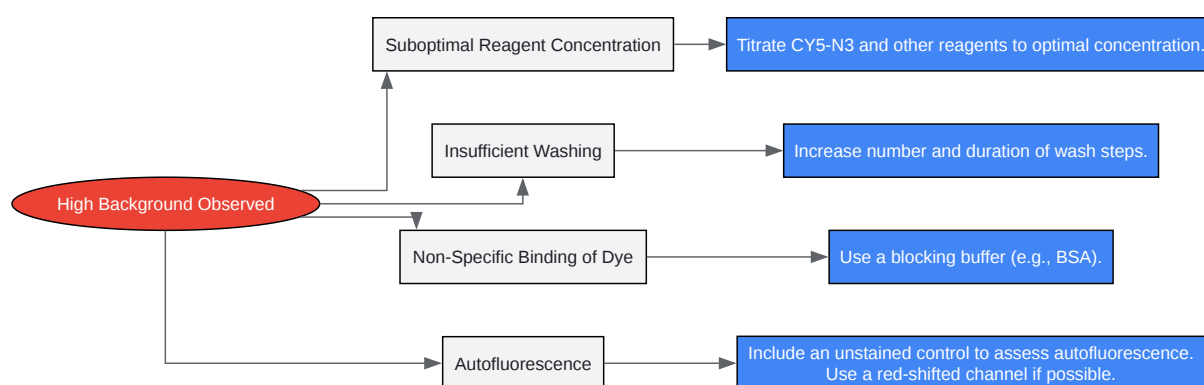 Suboptimal Reagent Concentration
Titrate CY5-N3 and other reagents to optimal concentration.
Insufficient Washing
Increase number and duration of wash steps.
High Background Observed
Non-Specific Binding of Dye
Use a blocking buffer (e.g., BSA).
Autofluorescence
Include an unstained control to assess autofluorescence.
Use a red-shifted channel if possible.